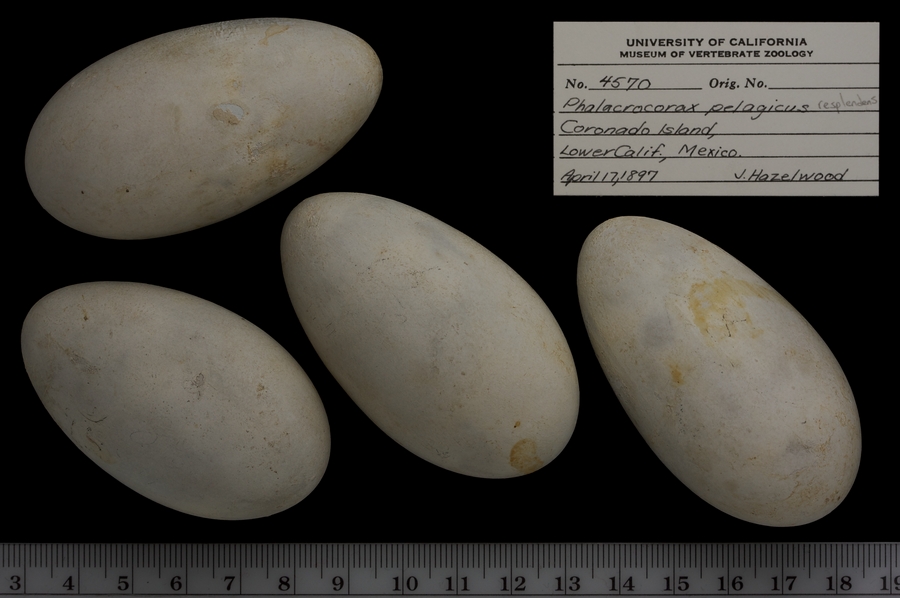 UNIVERSITY OF CALIFORNIA
MUSEUM OF VERTEBRATE ZOOLOGY
No. 4570 Orig. No.
Phalacrocorax pelagicus resplendens
Coronado Island,
Lower Calif., Mexico.
April 17, 1897 J. Hazelwood
3 4 5 6 7 8 9 10 11 12 13 14 15 16 17 18 19